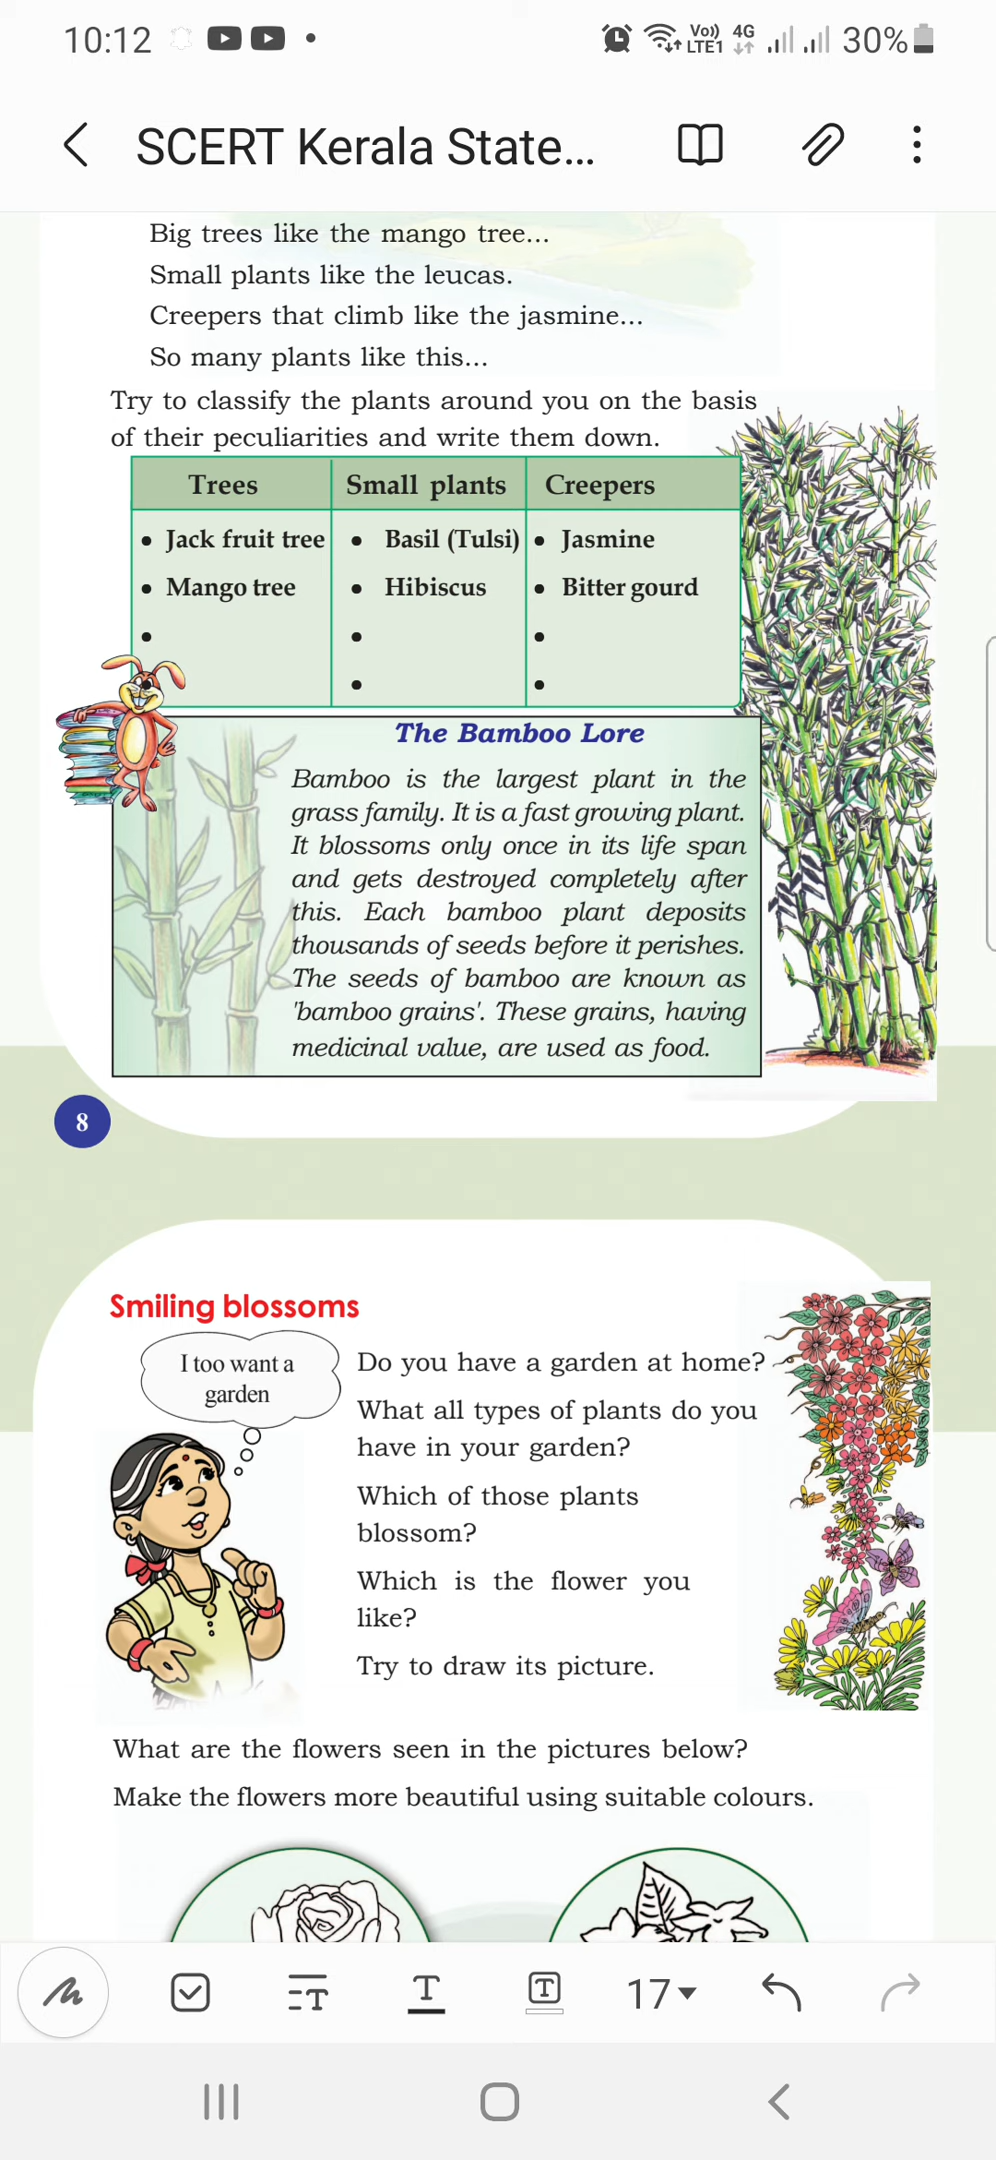 10:12
Vo)) 4G
LTE1
30%
SCERT Kerala State...
Big trees like the mango tree...
Small plants like the leucas.
Creepers that climb like the jasmine...
So many plants like this...
Try to classify the plants around you on the basis
of their peculiarities and write them down.
Trees Small plants Creepers
• Jack fruit tree • Basil (Tulsi) • Jasmine
• Mango tree • Hibiscus • Bitter gourd
• • •
• •
The Bamboo Lore
Bamboo is the largest plant in the
grass family. It is a fast growing plant.
It blossoms only once in its life span
and gets destroyed completely after
this. Each bamboo plant deposits
thousands of seeds before it perishes.
The seeds of bamboo are known as
'bamboo grains'. These grains, having
medicinal value, are used as food.
8
Smiling blossoms
I too want a
garden
Do you have a garden at home?
What all types of plants do you
have in your garden?
Which of those plants
blossom?
Which is the flower you
like?
Try to draw its picture.
What are the flowers seen in the pictures below?
Make the flowers more beautiful using suitable colours.
T T T 17